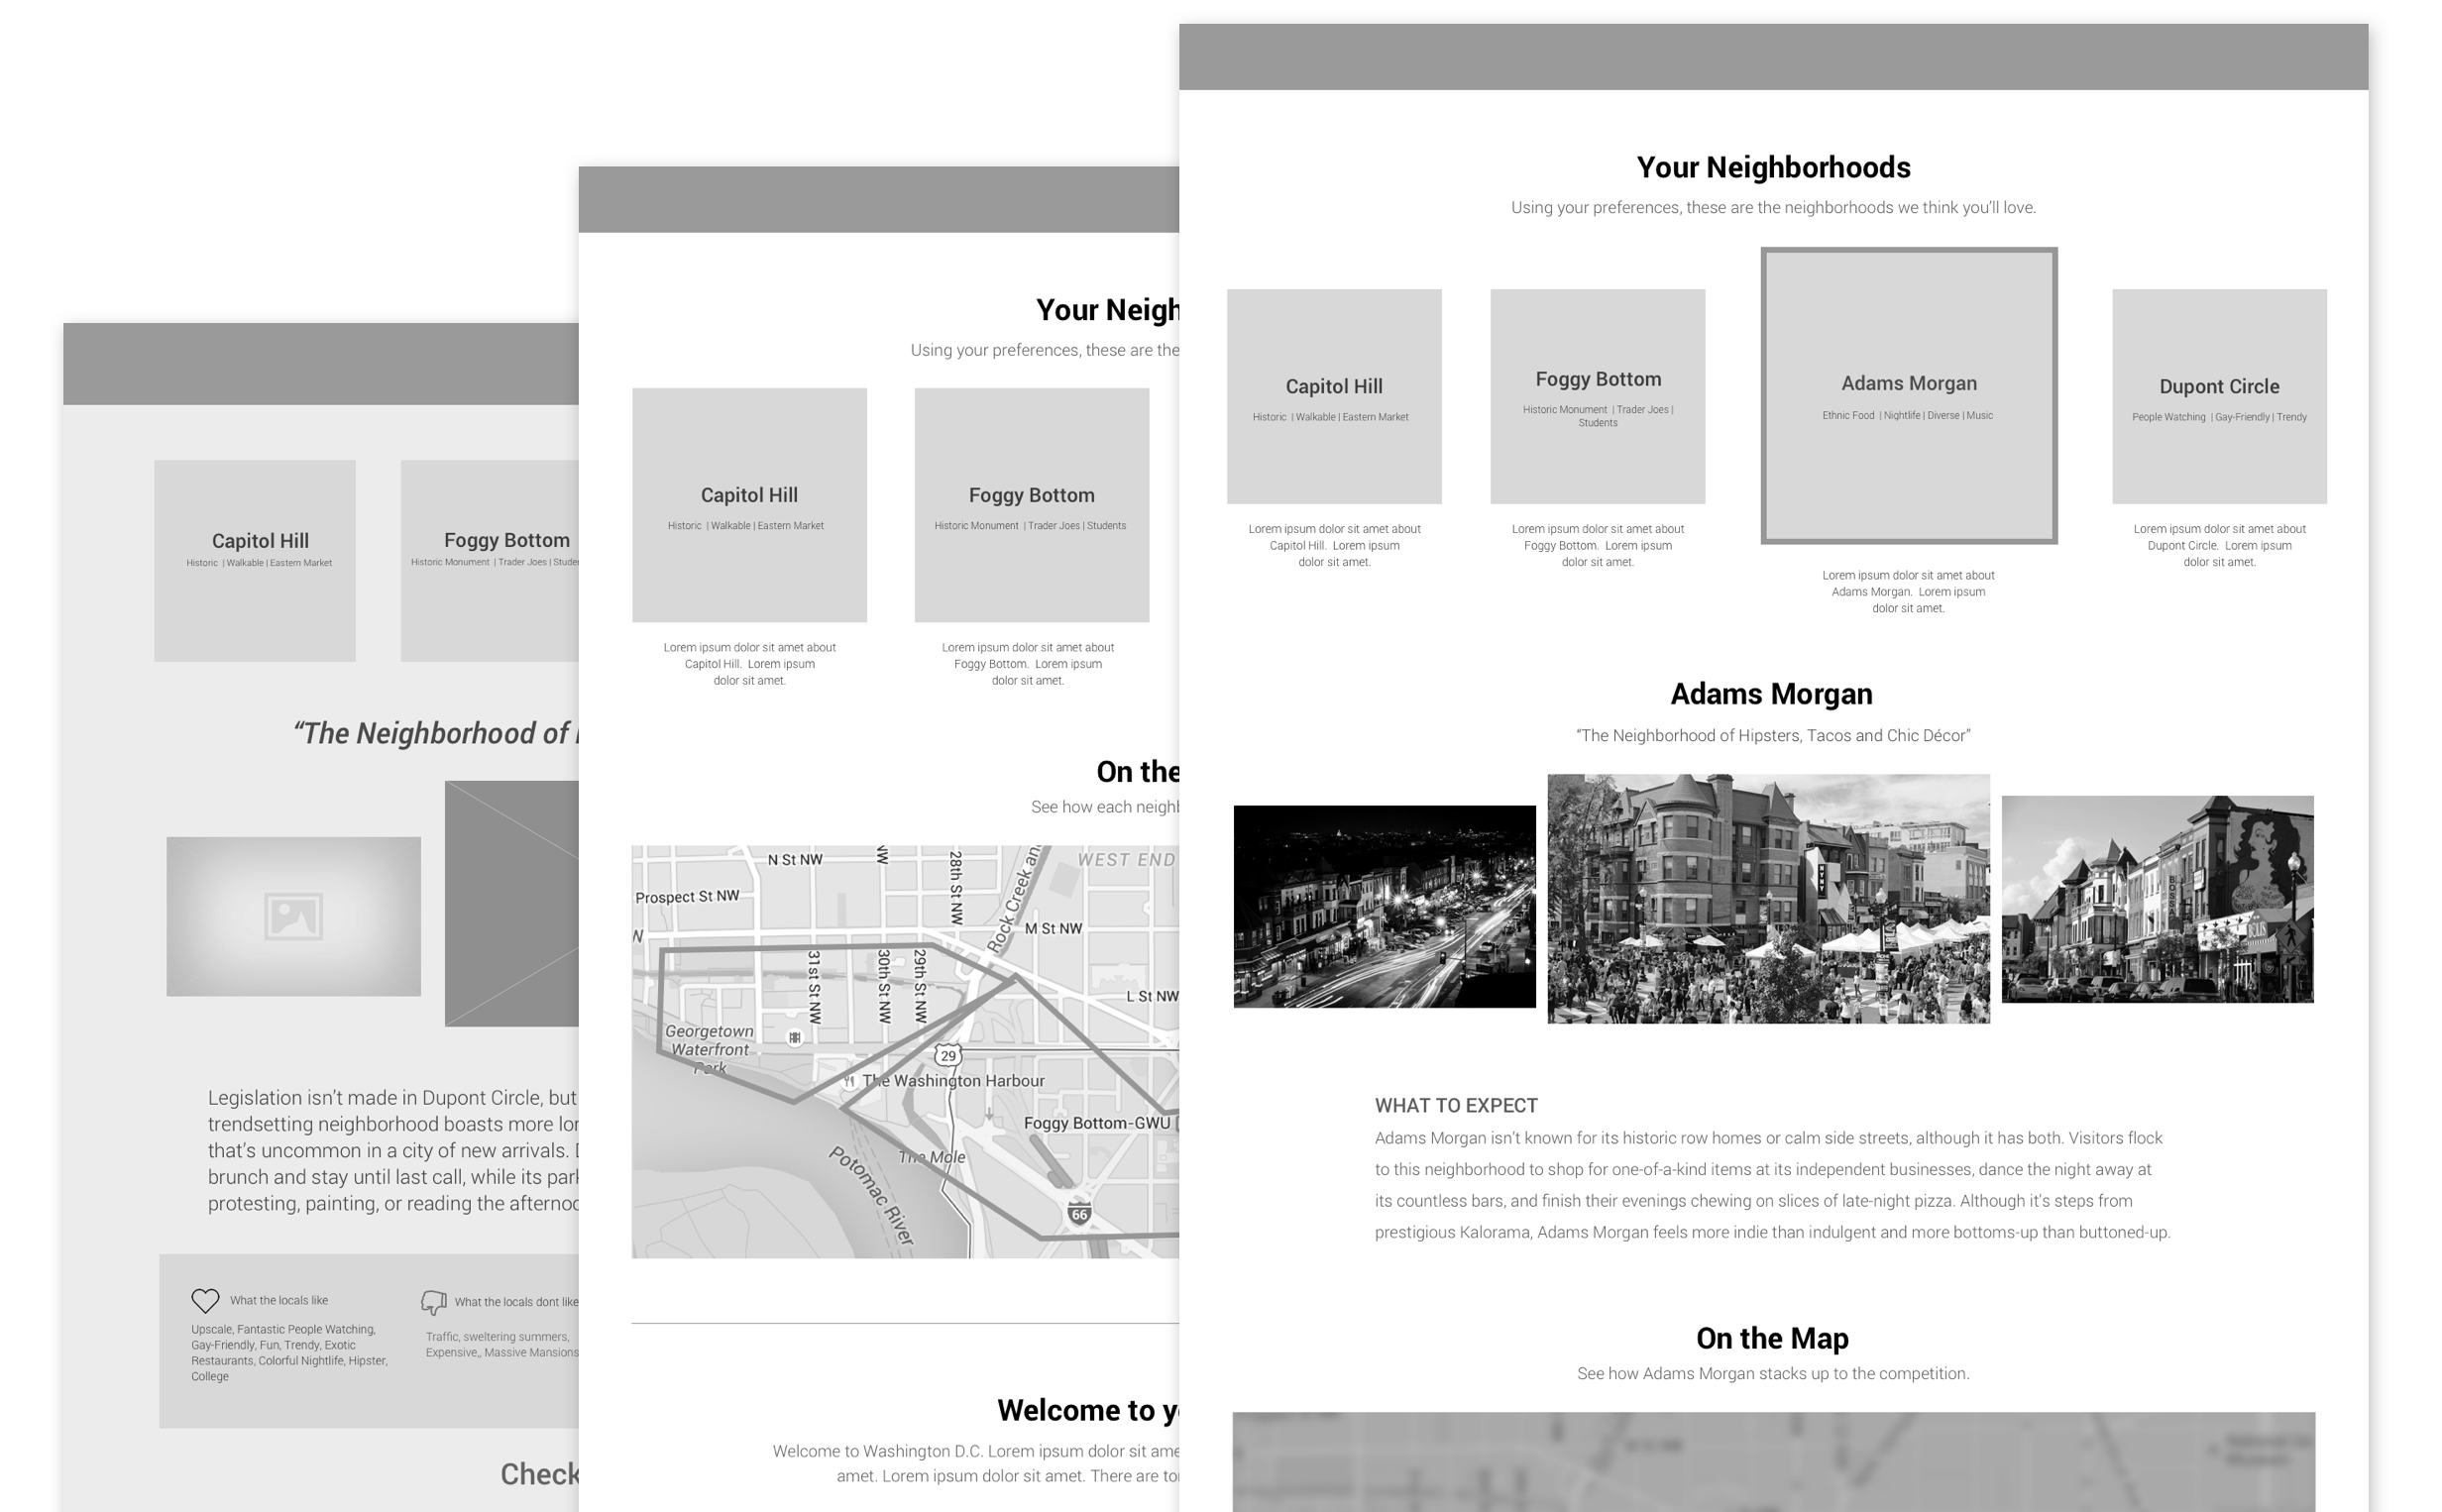 Capitol Hill
Historic | Walkable | Eastern Market
Foggy Bottom
Historic Monument | Trader Joes |
“The Neighborhood of
Legislation isn’t made in Dupont Circle, but
trendsetting neighborhood boasts more
that’s uncommon in a city of new arrivals.
brunch and stay until last call, while its
protesting, painting, or reading the
What the locals like
Upscale, Fantastic People Watching,
Gay-Friendly, Fun, Trendy, Exotic
Restaurants, Colorful Nightlife, Hipster,
College
What the locals dont like
Traffic, sweltering summers,
Expensive,, Massive Mansions
Check
Your Neigh
Using your preferences, these are the
Capitol Hill
Historic | Walkable | Eastern Market
Lorem ipsum dolor sit amet about
Capitol Hill. Lorem ipsum
dolor sit amet.
Foggy Bottom
Historic Monument | Trader Joes | Students
Lorem ipsum dolor sit amet about
Foggy Bottom. Lorem ipsum
dolor sit amet.
On the
See how each neighb
N St NW
NW
28th St NW
Rock Creek and
WEST END
Prospect St NW
M St NW
31st St NW
30th St NW
29th St NW
L St NW
Georgetown
Waterfront
Park
29
The Washington Harbour
Foggy Bottom-GWU
The Mole
Potomac River
66
Welcome to y
Welcome to Washington D.C. Lorem ipsum dolor sit ame
amet. Lorem ipsum dolor sit amet. There are
Your Neighborhoods
Using your preferences, these are the neighborhoods we think you’ll love.
Capitol Hill
Historic | Walkable | Eastern Market
Lorem ipsum dolor sit amet about
Capitol Hill. Lorem ipsum
dolor sit amet.
Foggy Bottom
Historic Monument | Trader Joes |
Students
Lorem ipsum dolor sit amet about
Foggy Bottom. Lorem ipsum
dolor sit amet.
Adams Morgan
Ethnic Food | Nightlife | Diverse | Music
Lorem ipsum dolor sit amet about
Adams Morgan. Lorem ipsum
dolor sit amet.
Dupont Circle
People Watching | Gay-Friendly | Trendy
Lorem ipsum dolor sit amet about
Dupont Circle. Lorem ipsum
dolor sit amet.
Adams Morgan
“The Neighborhood of Hipsters, Tacos and Chic Décor”
WHAT TO EXPECT
Adams Morgan isn’t known for its historic row homes or calm side streets, although it has both. Visitors flock
to this neighborhood to shop for one-of-a-kind items at its independent businesses, dance the night away at
its countless bars, and finish their evenings chewing on slices of late-night pizza. Although it’s steps from
prestigious Kalorama, Adams Morgan feels more indie than indulgent and more bottoms-up than buttoned-up.
On the Map
See how Adams Morgan stacks up to the competition.